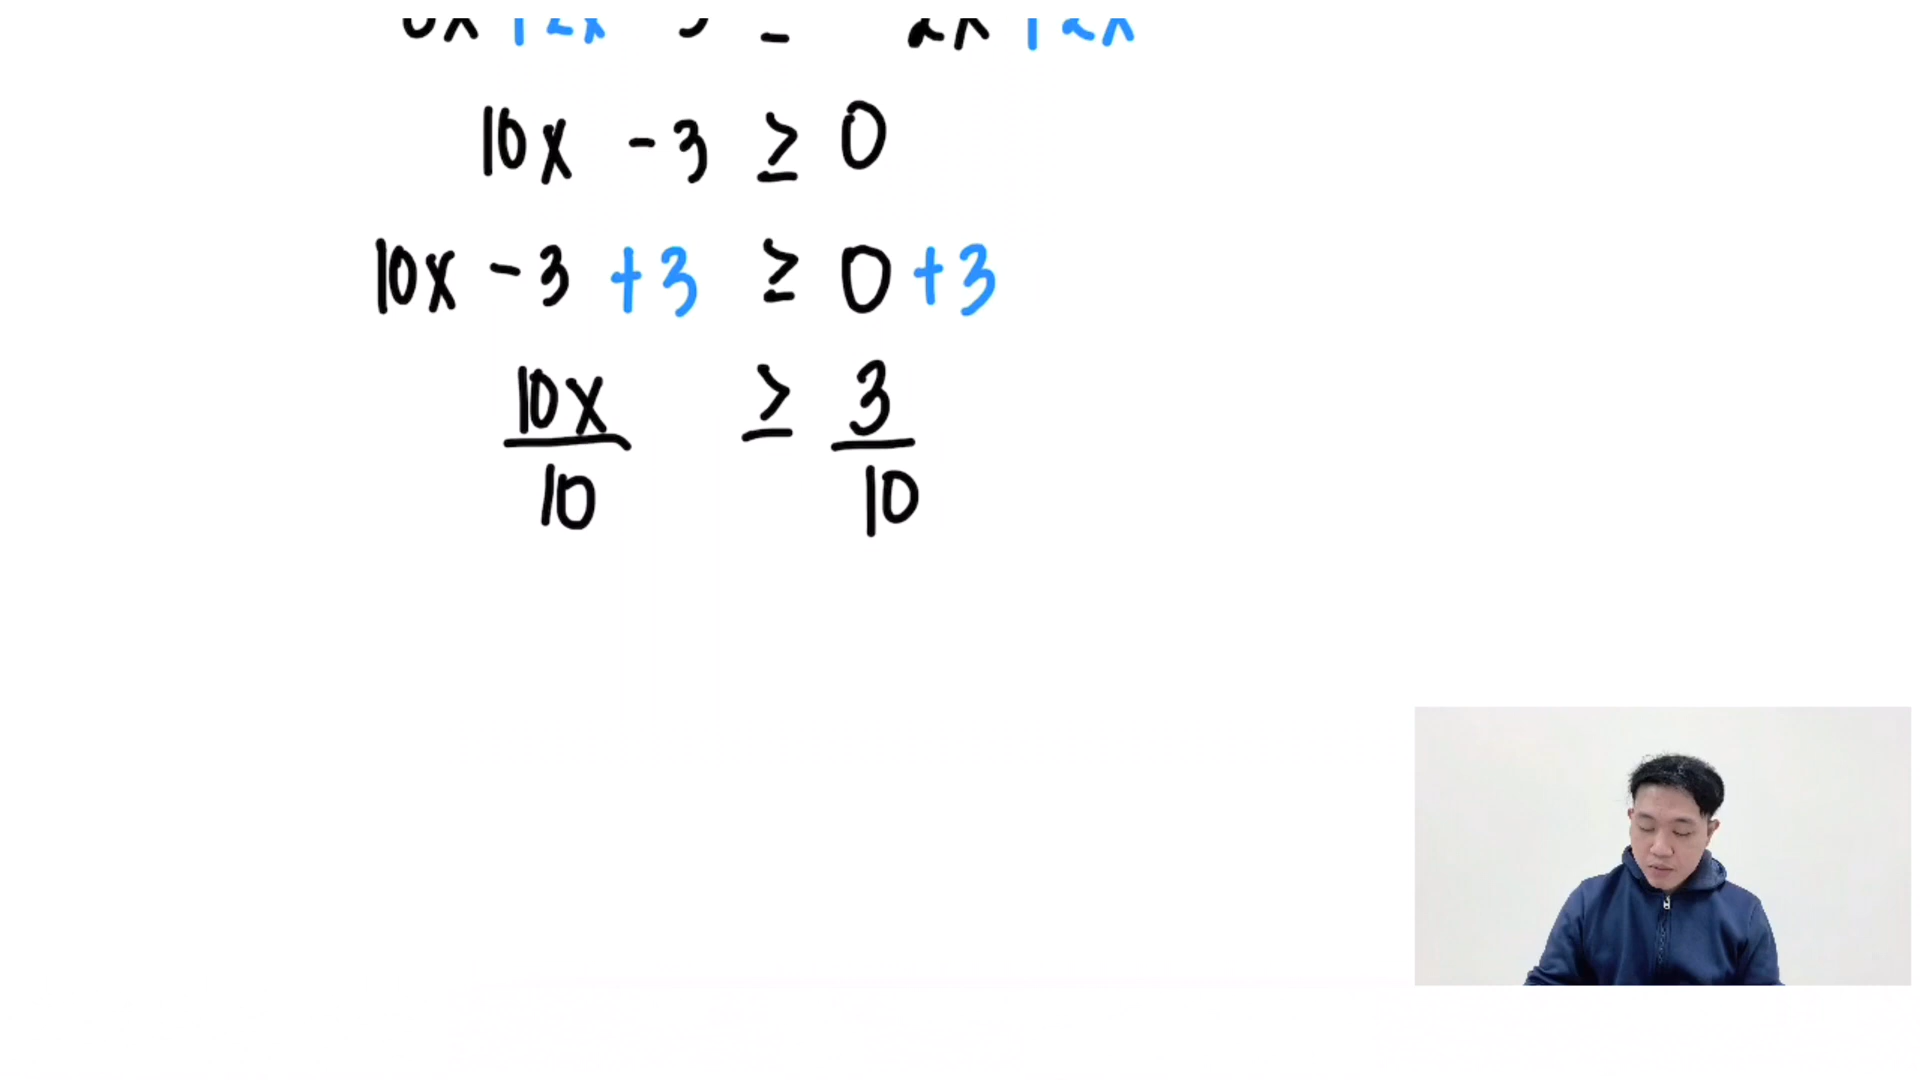 10x - 3 ≥ 0
10x - 3 + 3 ≥ 0 + 3
10x ≥ 3
10 10